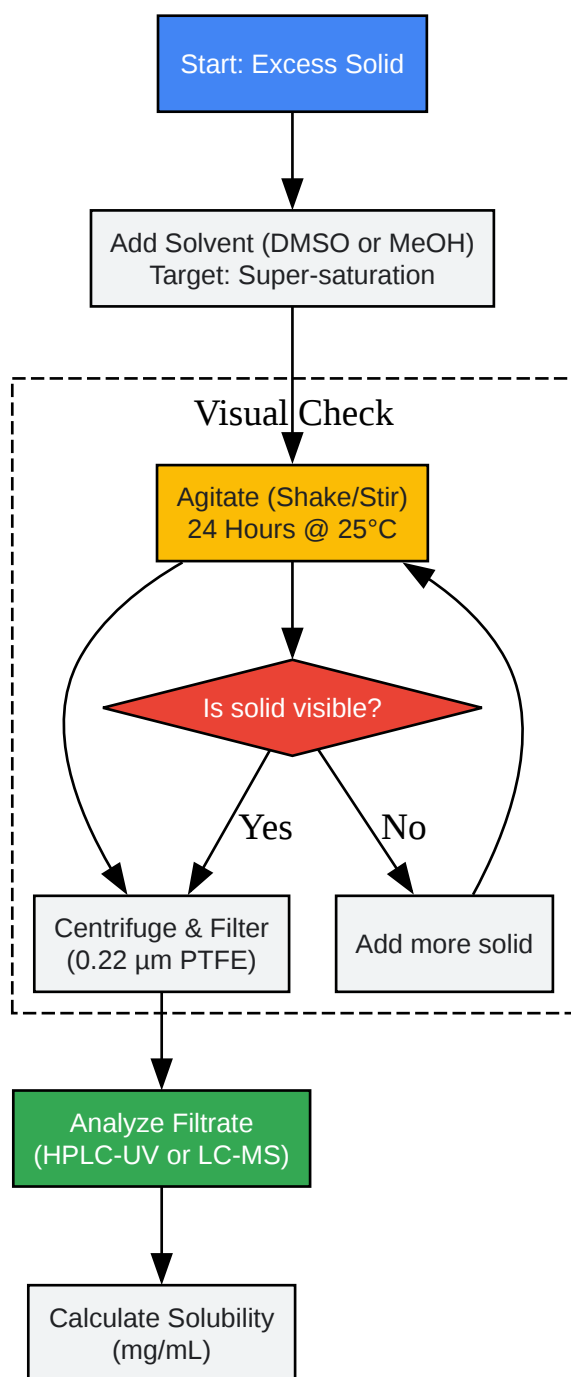 Start: Excess Solid
Add Solvent (DMSO or MeOH)
Target: Super-saturation
Visual Check
Agitate (Shake/Stir)
24 Hours @ 25°C
Is solid visible?
Yes
No
Centrifuge & Filter
(0.22 µm PTFE)
Add more solid
Analyze Filtrate
(HPLC-UV or LC-MS)
Calculate Solubility
(mg/mL)